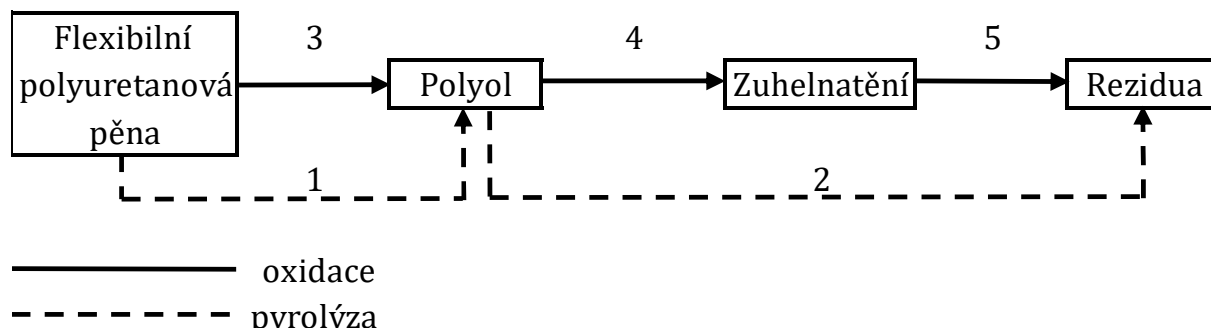 Flexibilní
polyuretanová
pěna
3
Polyol
4
Zuhelnatění
5
Rezidua
1
2
oxidace
pyrolýza